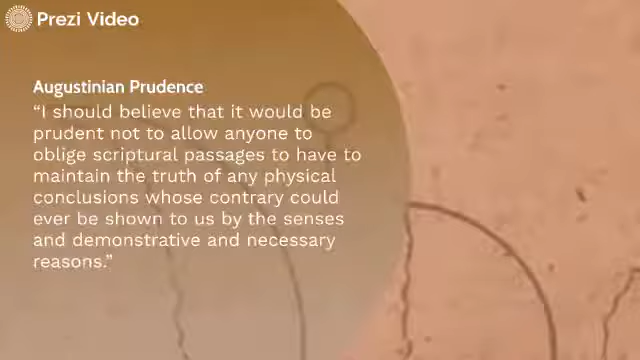 Prezi Video
Augustinian Prudence
“I should believe that it would be
prudent not to allow anyone to
oblige scriptural passages to have to
maintain the truth of any physical
conclusions whose contrary could
ever be shown to us by the senses
and demonstrative and necessary
reasons.”